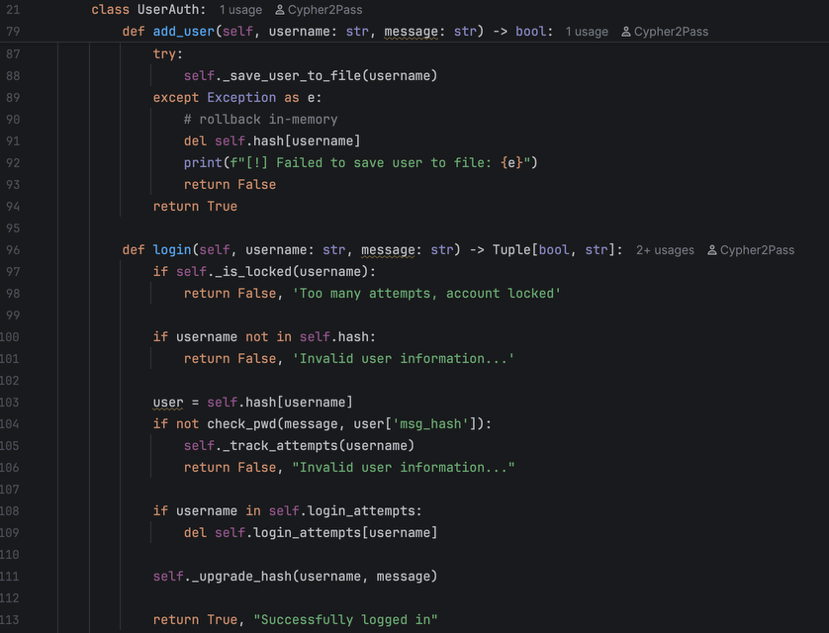 21 class UserAuth: 1 usage Cypher2Pass
79 def add_user(self, username: str, message: str) -> bool: 1 usage Cypher2Pass
87 try:
88 self._save_user_to_file(username)
89 except Exception as e:
90 # rollback in-memory
91 del self.hash[username]
92 print(f"[!] Failed to save user to file: {e}")
93 return False
94 return True
95
96 def login(self, username: str, message: str) -> Tuple[bool, str]: 2+ usages Cypher2Pass
97 if self._is_locked(username):
98 return False, 'Too many attempts, account locked'
99
100 if username not in self.hash:
101 return False, 'Invalid user information...'
102
103 user = self.hash[username]
104 if not check_pwd(message, user['msg_hash']):
105 self._track_attempts(username)
106 return False, "Invalid user information..."
107
108 if username in self.login_attempts:
109 del self.login_attempts[username]
110
111 self._upgrade_hash(username, message)
112
113 return True, "Successfully logged in"